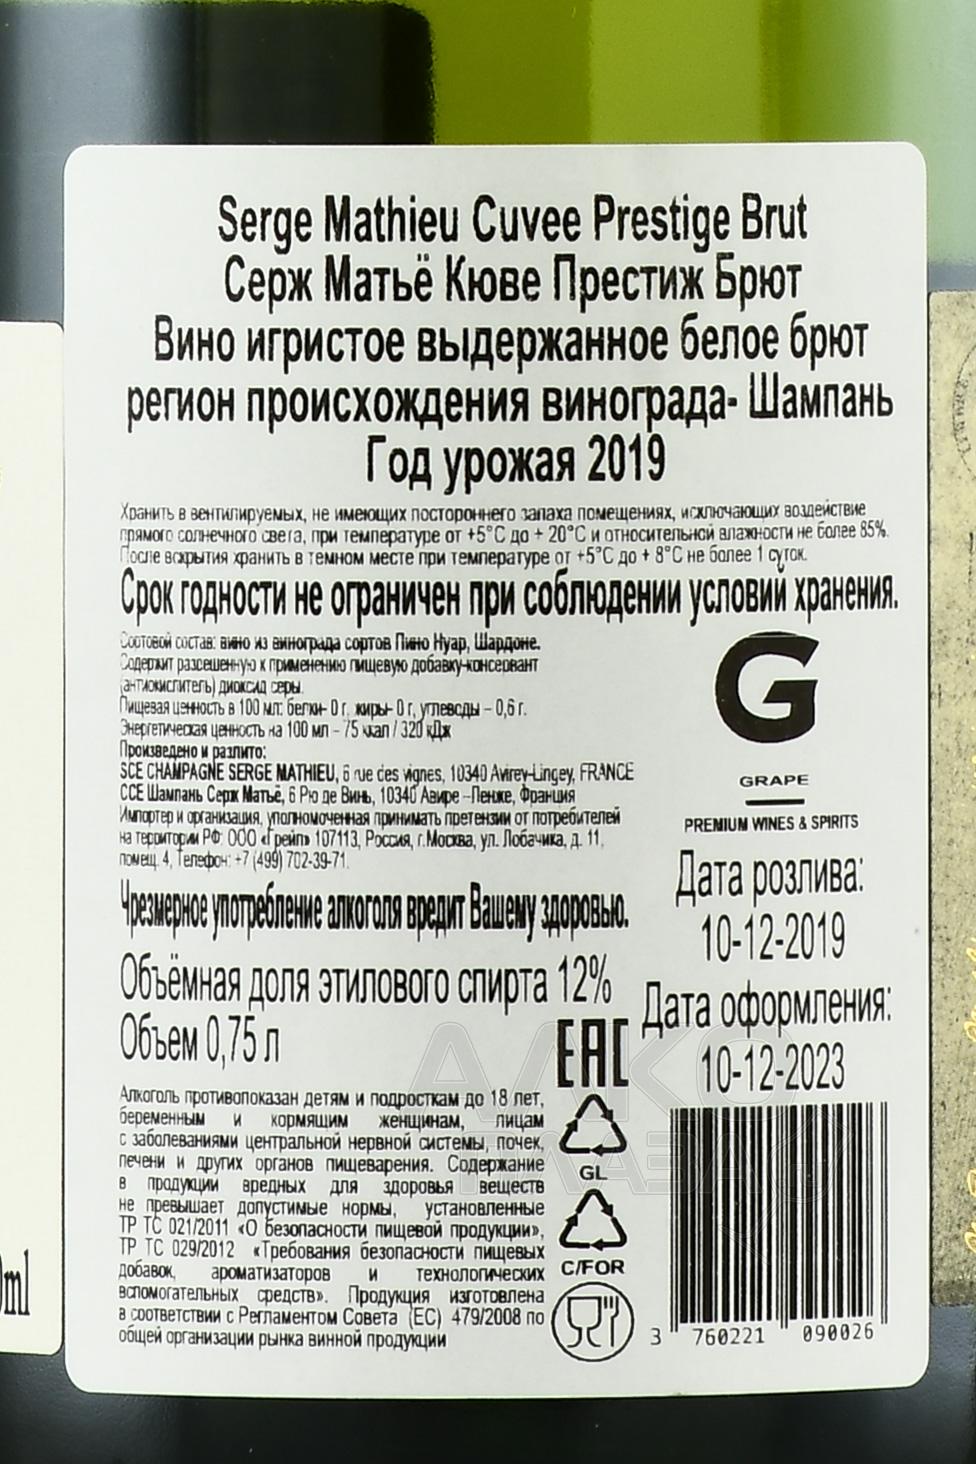 Serge Mathieu Cuvee Prestige Brut
Серж Матьё Кюве Престиж Брют
Вино игристое выдержанное белое брют
регион происхождения винограда- Шампань
Год урожая 2019
Хранить в вентилируемых, не имеющих постороннего запаха помещениях, исключающих воздействие
прямого солнечного света, при температуре от +5°C до + 20°C и относительной влажности не более 85%.
После вскрытия хранить в темном месте при температуре от +5°C до + 8°C не более 1 суток.
Срок годности не ограничен при соблюдении условий хранения.
Сортовой состав: вино из винограда сортов Пино Нуар, Шардоне.
Содержит разрешенную к применению пищевую добавку-консервант
(антиокислитель) диоксид серы.
Пищевая ценность в 100 мл: белки- 0 г, жиры- 0 г, углеводы – 0,6 г.
Энергетическая ценность на 100 мл – 75 ккал / 320 кДж
Произведено и разлито:
SCE CHAMPAGNE SERGE MATHIEU, 6 rue des vignes, 10340 Avirey-Lingey, FRANCE
ССЕ Шампань Серж Матьё, 6 Рю де Винь, 10340 Авире –Ленже, Франция
Импортер и организация, уполномоченная принимать претензии от потребителей
на территории РФ: ООО «Грейп» 107113, Россия, г.Москва, ул. Лобачика, д. 11,
помещ. 4, Телефон: +7 (499) 702-39-71.
Чрезмерное употребление алкоголя вредит Вашему здоровью.
Объёмная доля этилового спирта 12%
Объем 0,75 л
G
GRAPE
PREMIUM WINES & SPIRITS
Дата розлива:
10-12-2019
Дата оформления:
10-12-2023
EAC
Алкоголь противопоказан детям и подросткам до 18 лет,
беременным и кормящим женщинам, лицам
с заболеваниями центральной нервной системы, почек,
печени и других органов пищеварения. Содержание
в продукции вредных для здоровья веществ
не превышает допустимые нормы, установленные
ТР ТС 021/2011 «О безопасности пищевой продукции»,
ТР ТС 029/2012 «Требования безопасности пищевых
добавок, ароматизаторов и технологических
вспомогательных средств». Продукция изготовлена
в соответствии с Регламентом Совета (ЕС) 479/2008 по
общей организации рынка винной продукции
GL
C/FOR
3 760221 090026
АЛКО
ПЛАЗА
ml